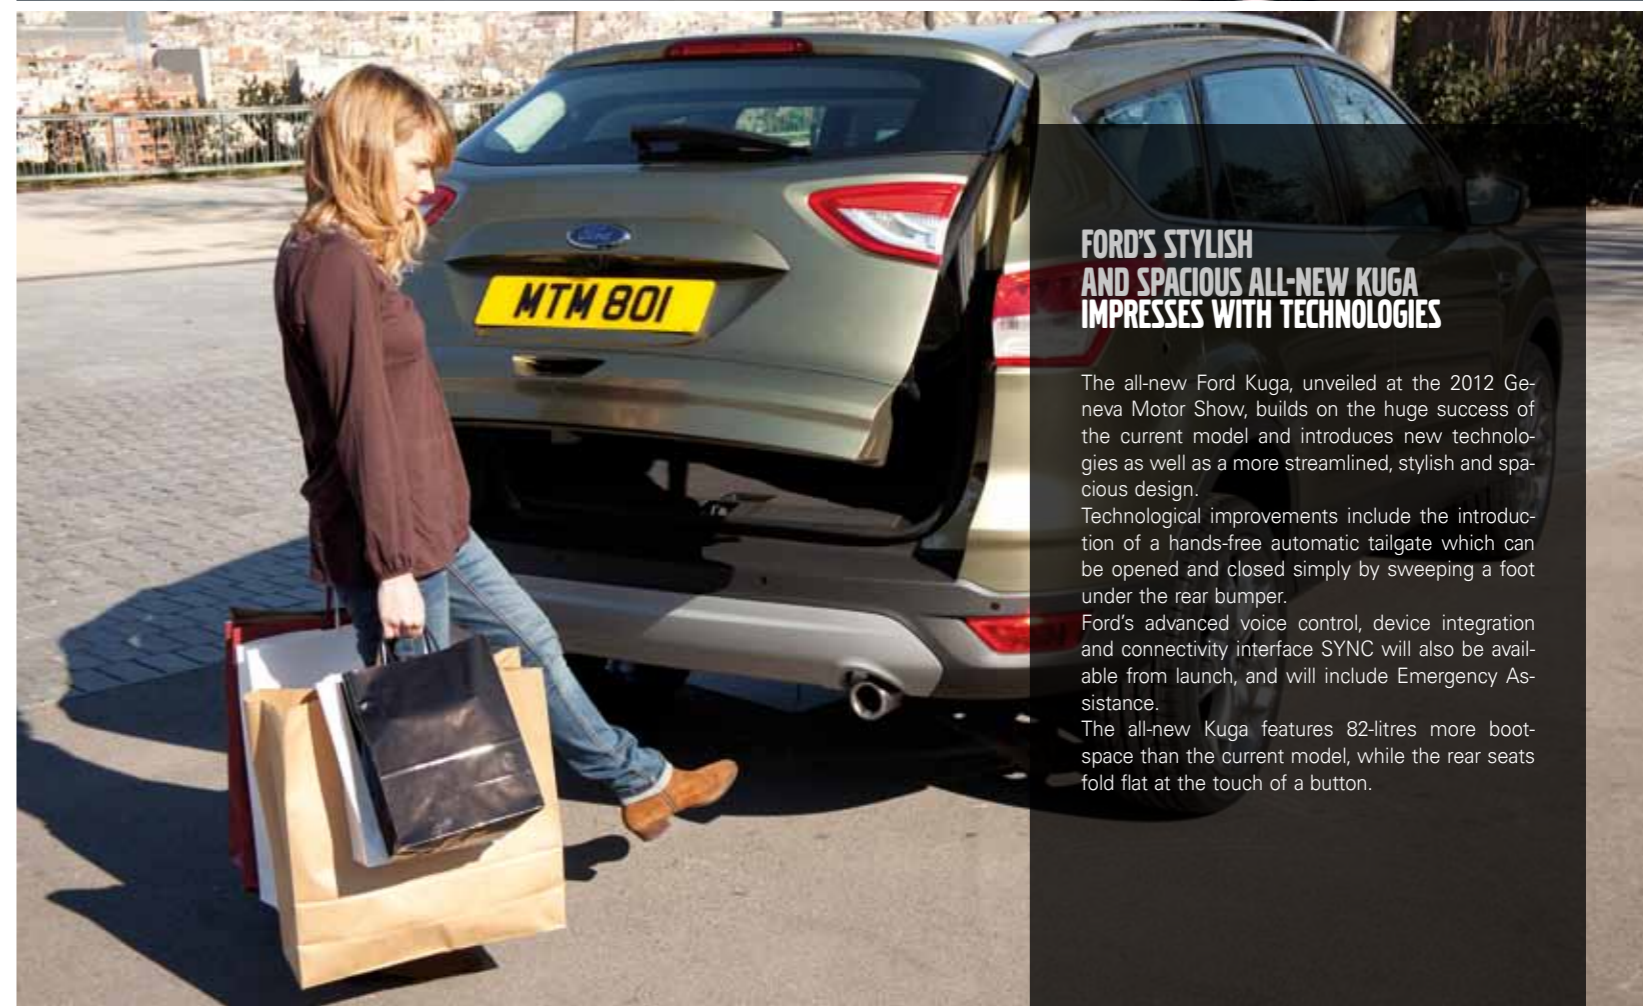 Ford
MTM 801
FORD'S STYLISH
AND SPACIOUS ALL-NEW KUGA
IMPRESSES WITH TECHNOLOGIES
The all-new Ford Kuga, unveiled at the 2012 Ge-
neva Motor Show, builds on the huge success of
the current model and introduces new technolo-
gies as well as a more streamlined, stylish and spa-
cious design.
Technological improvements include the introduc-
tion of a hands-free automatic tailgate which can
be opened and closed simply by sweeping a foot
under the rear bumper.
Ford's advanced voice control, device integration
and connectivity interface SYNC will also be avail-
able from launch, and will include Emergency As-
sistance.
The all-new Kuga features 82-litres more boot-
space than the current model, while the rear seats
fold flat at the touch of a button.